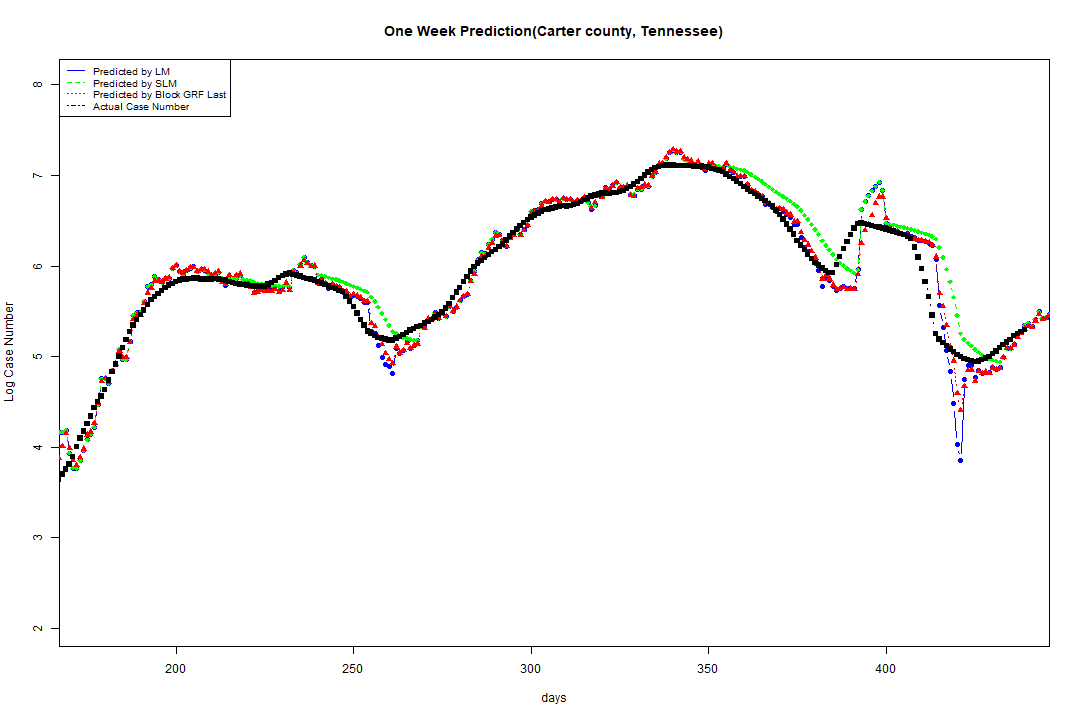 One Week Prediction(Carter county, Tennessee)
Predicted by LM
Predicted by SLM
Predicted by Block GRF Last
Actual Case Number
8
7
6
5
4
3
2
Log Case Number
200 250 300 350 400
days